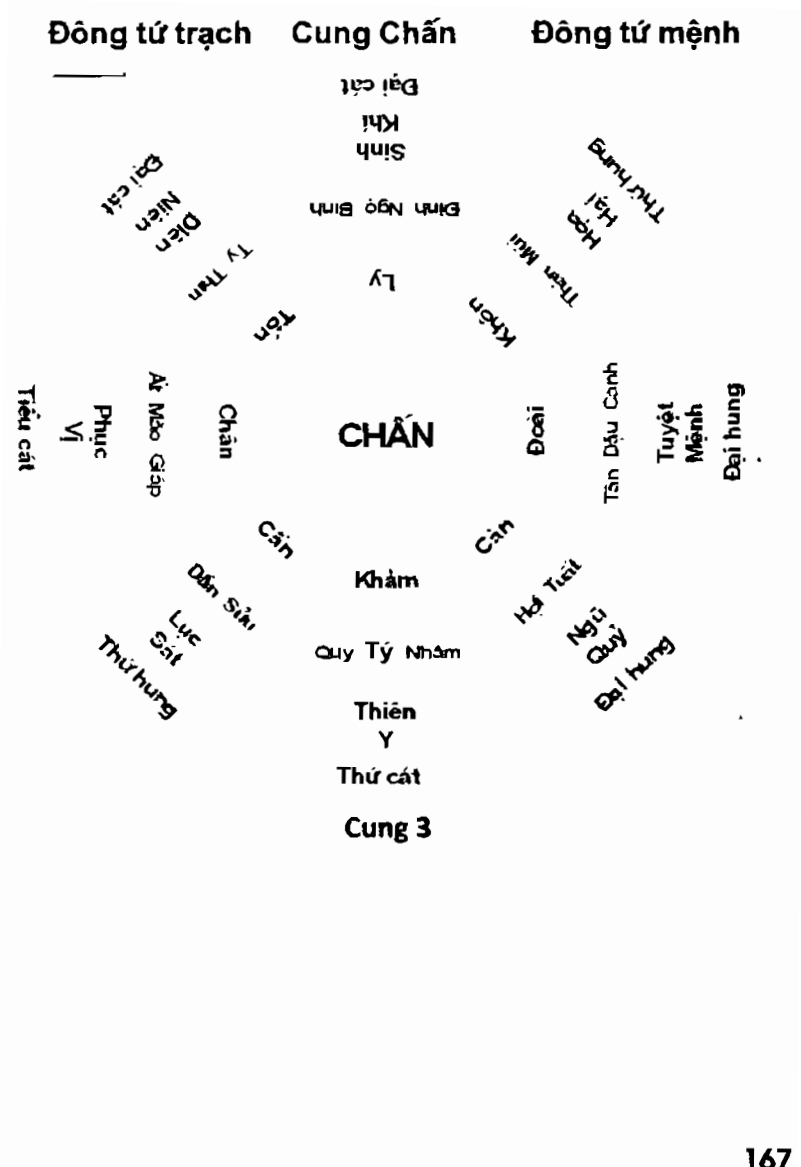 Đông tứ trạch
Cung Chấn
Đông tứ mệnh
Ly
Đinh Ngọ Bính
Sinh
Khí
Đại cát
Khôn
Thân Mùi
Họa
Hại
Thứ hung
Tốn
Tỵ Thìn
Diên
Niên
Đại cát
Chấn
Ất Mão Giáp
Phục
Vị
Tiểu cát
CHẤN
Đoài
Tân Dậu Canh
Tuyệt
Mệnh
Đại hung
Cấn
Dần Sửu
Lục
Sát
Thứ hung
Càn
Hợi Tuất
Ngũ
Quỷ
Đại hung
Khảm
Quý Tý Nhâm
Thiên
Y
Thứ cát
Cung 3
167